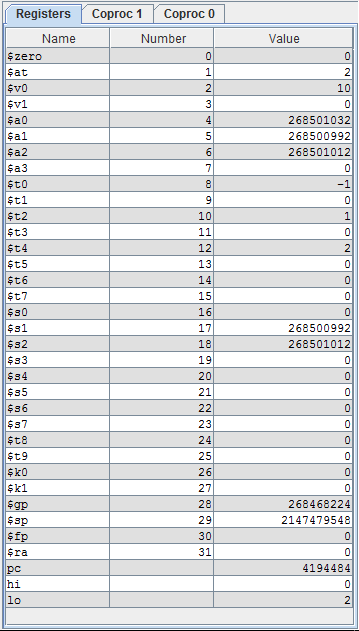 Registers Coproc 1 Coproc 0
Name Number Value
$zero 0 0
$at 1 2
$v0 2 10
$v1 3 0
$a0 4 268501032
$a1 5 268500992
$a2 6 268501012
$a3 7 0
$t0 8 -1
$t1 9 0
$t2 10 1
$t3 11 0
$t4 12 2
$t5 13 0
$t6 14 0
$t7 15 0
$s0 16 0
$s1 17 268500992
$s2 18 268501012
$s3 19 0
$s4 20 0
$s5 21 0
$s6 22 0
$s7 23 0
$t8 24 0
$t9 25 0
$k0 26 0
$k1 27 0
$gp 28 268468224
$sp 29 2147479548
$fp 30 0
$ra 31 0
pc 4194484
hi 0
lo 2